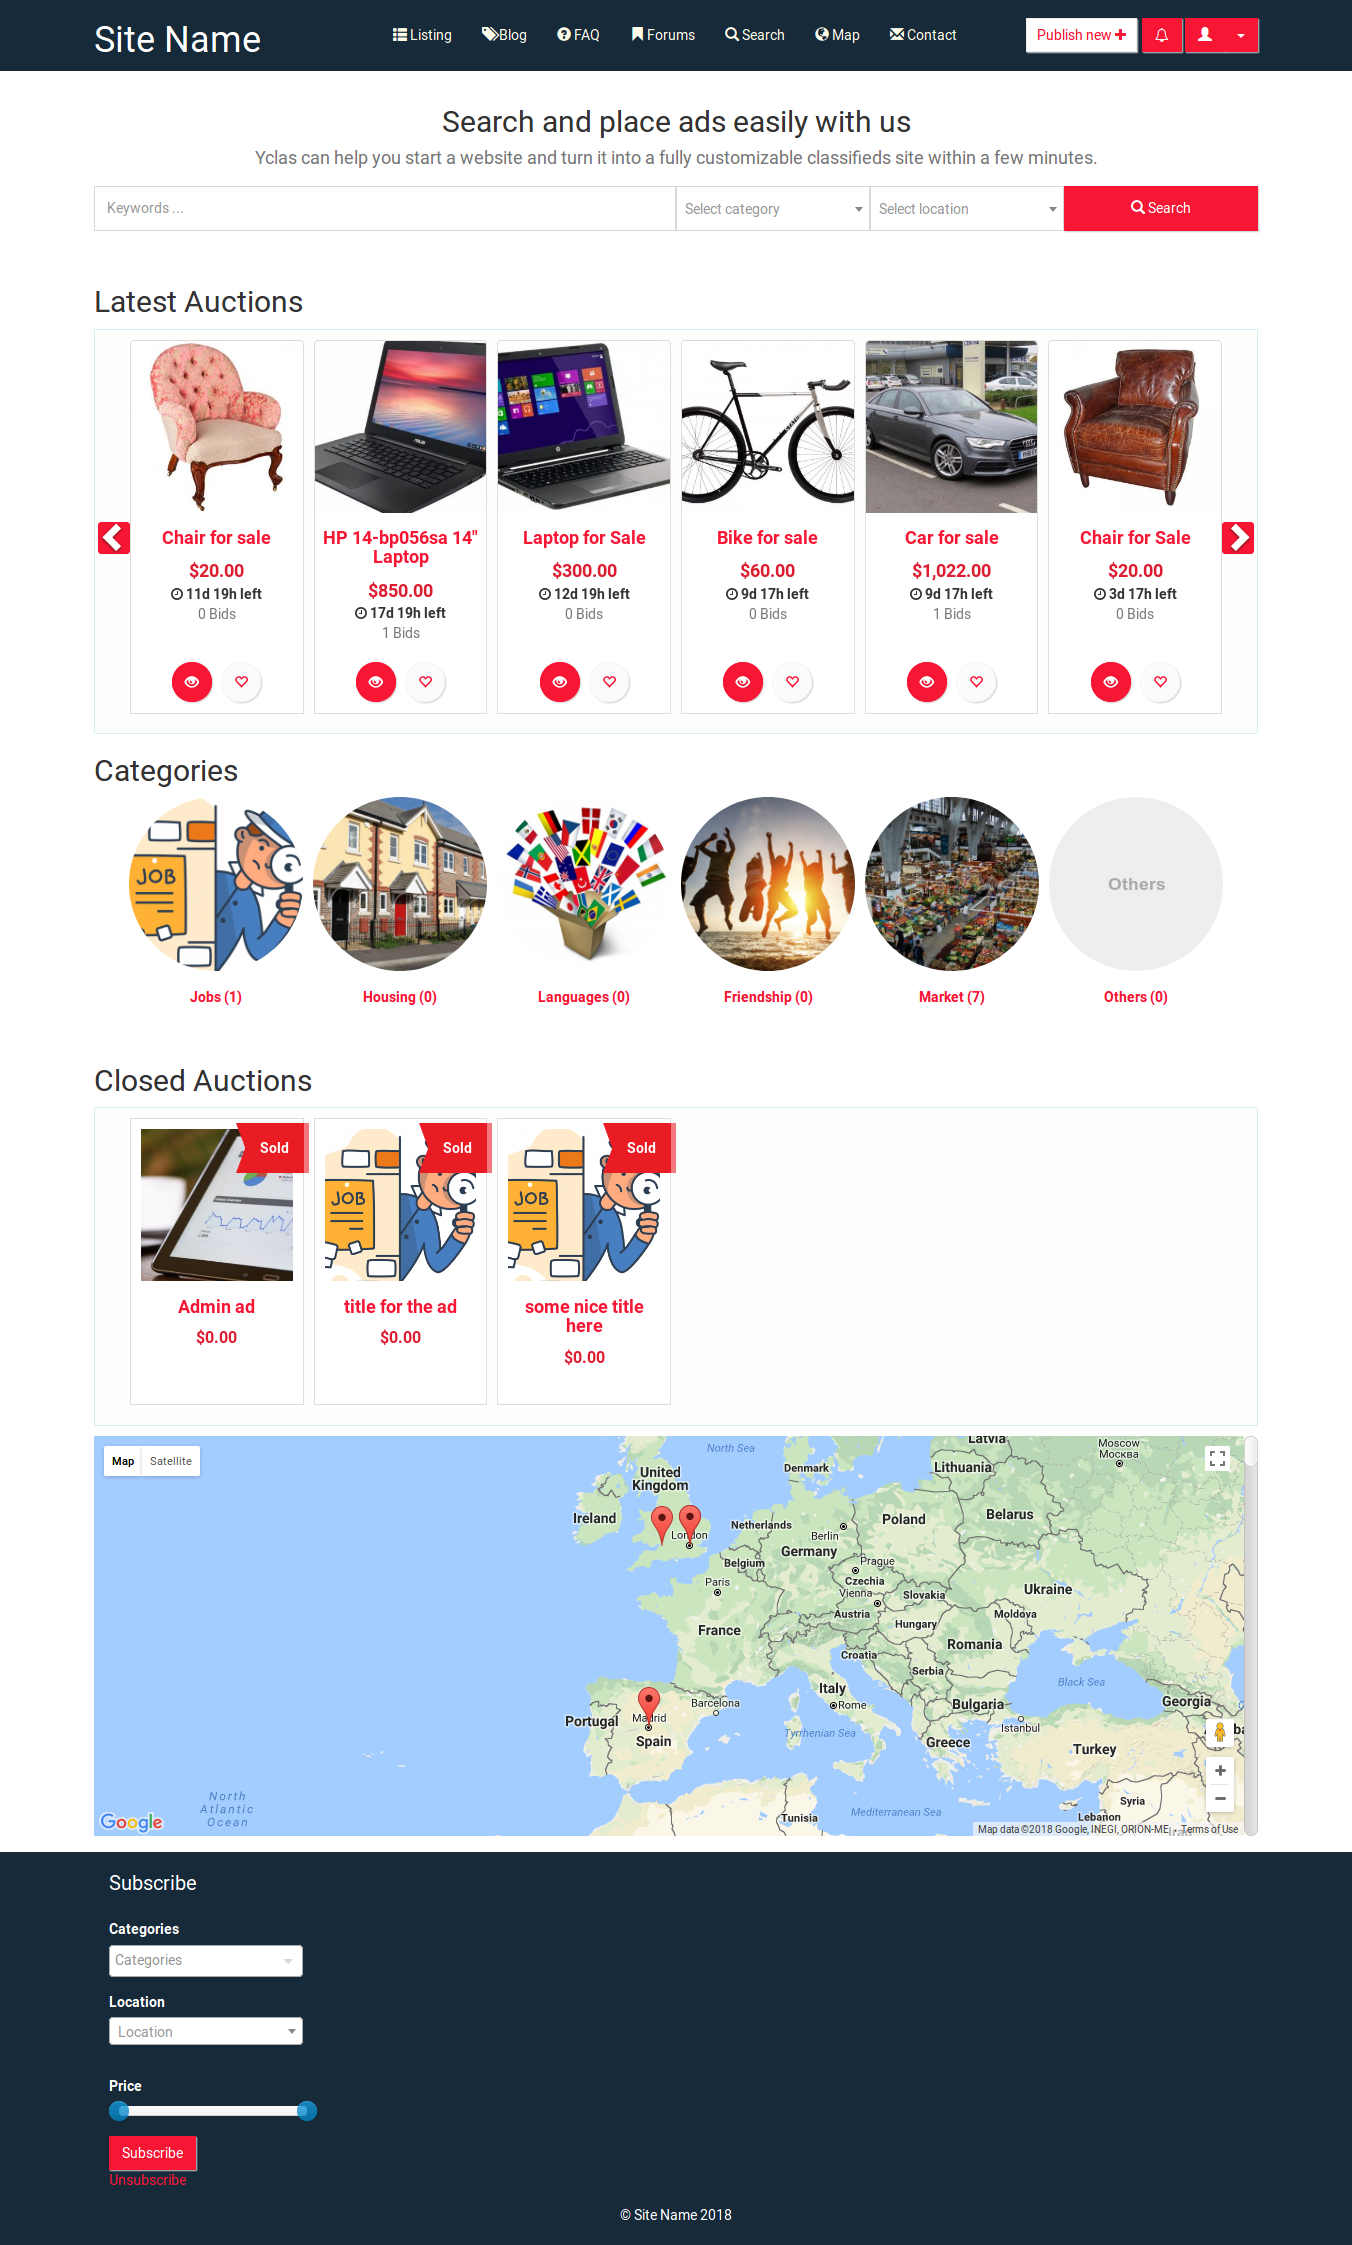 Site Name
Listing Blog FAQ Forums Search Map Contact
Publish new
Search and place ads easily with us
Yclas can help you start a website and turn it into a fully customizable classifieds site within a few minutes.
Keywords ... Select category Select location Search
Latest Auctions
Chair for sale
$20.00
11d 19h left
0 Bids
HP 14-bp056sa 14"
Laptop
$850.00
17d 19h left
1 Bids
Laptop for Sale
$300.00
12d 19h left
0 Bids
Bike for sale
$60.00
9d 17h left
0 Bids
Car for sale
$1,022.00
9d 17h left
1 Bids
Chair for Sale
$20.00
3d 17h left
0 Bids
Categories
JOB
Others
Jobs (1)
Housing (0)
Languages (0)
Friendship (0)
Market (7)
Others (0)
Closed Auctions
Sold
Admin ad
$0.00
Sold
JOB
title for the ad
$0.00
Sold
JOB
some nice title
here
$0.00
Map Satellite
North Sea
Latvia
Moscow
Москва
United
Kingdom
Denmark
Lithuania
Ireland
London
Netherlands
Berlin
Poland
Belarus
Belgium
Germany
Prague
Paris
Czechia
Vienna
Slovakia
Ukraine
Austria
Hungary
Moldova
France
Romania
Croatia
Serbia
Italy
Black Sea
Barcelona
Rome
Bulgaria
Georgia
Portugal
Madrid
Spain
Tyrrhenian Sea
Istanbul
Greece
Turkey
North
Atlantic
Ocean
Syria
Tunisia
Mediterranean Sea
Lebanon
Google
Map data ©2018 Google, INEGI, ORION-ME
Terms of Use
Subscribe
Categories
Categories
Location
Location
Price
Subscribe
Unsubscribe
© Site Name 2018